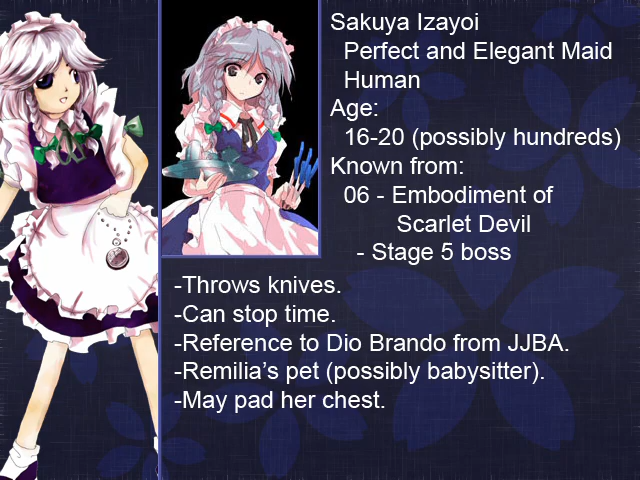 Sakuya Izayoi
Perfect and Elegant Maid
Human
Age:
16-20 (possibly hundreds)
Known from:
06 - Embodiment of
Scarlet Devil
- Stage 5 boss
-Throws knives.
-Can stop time.
-Reference to Dio Brando from JJBA.
-Remilia's pet (possibly babysitter).
-May pad her chest.